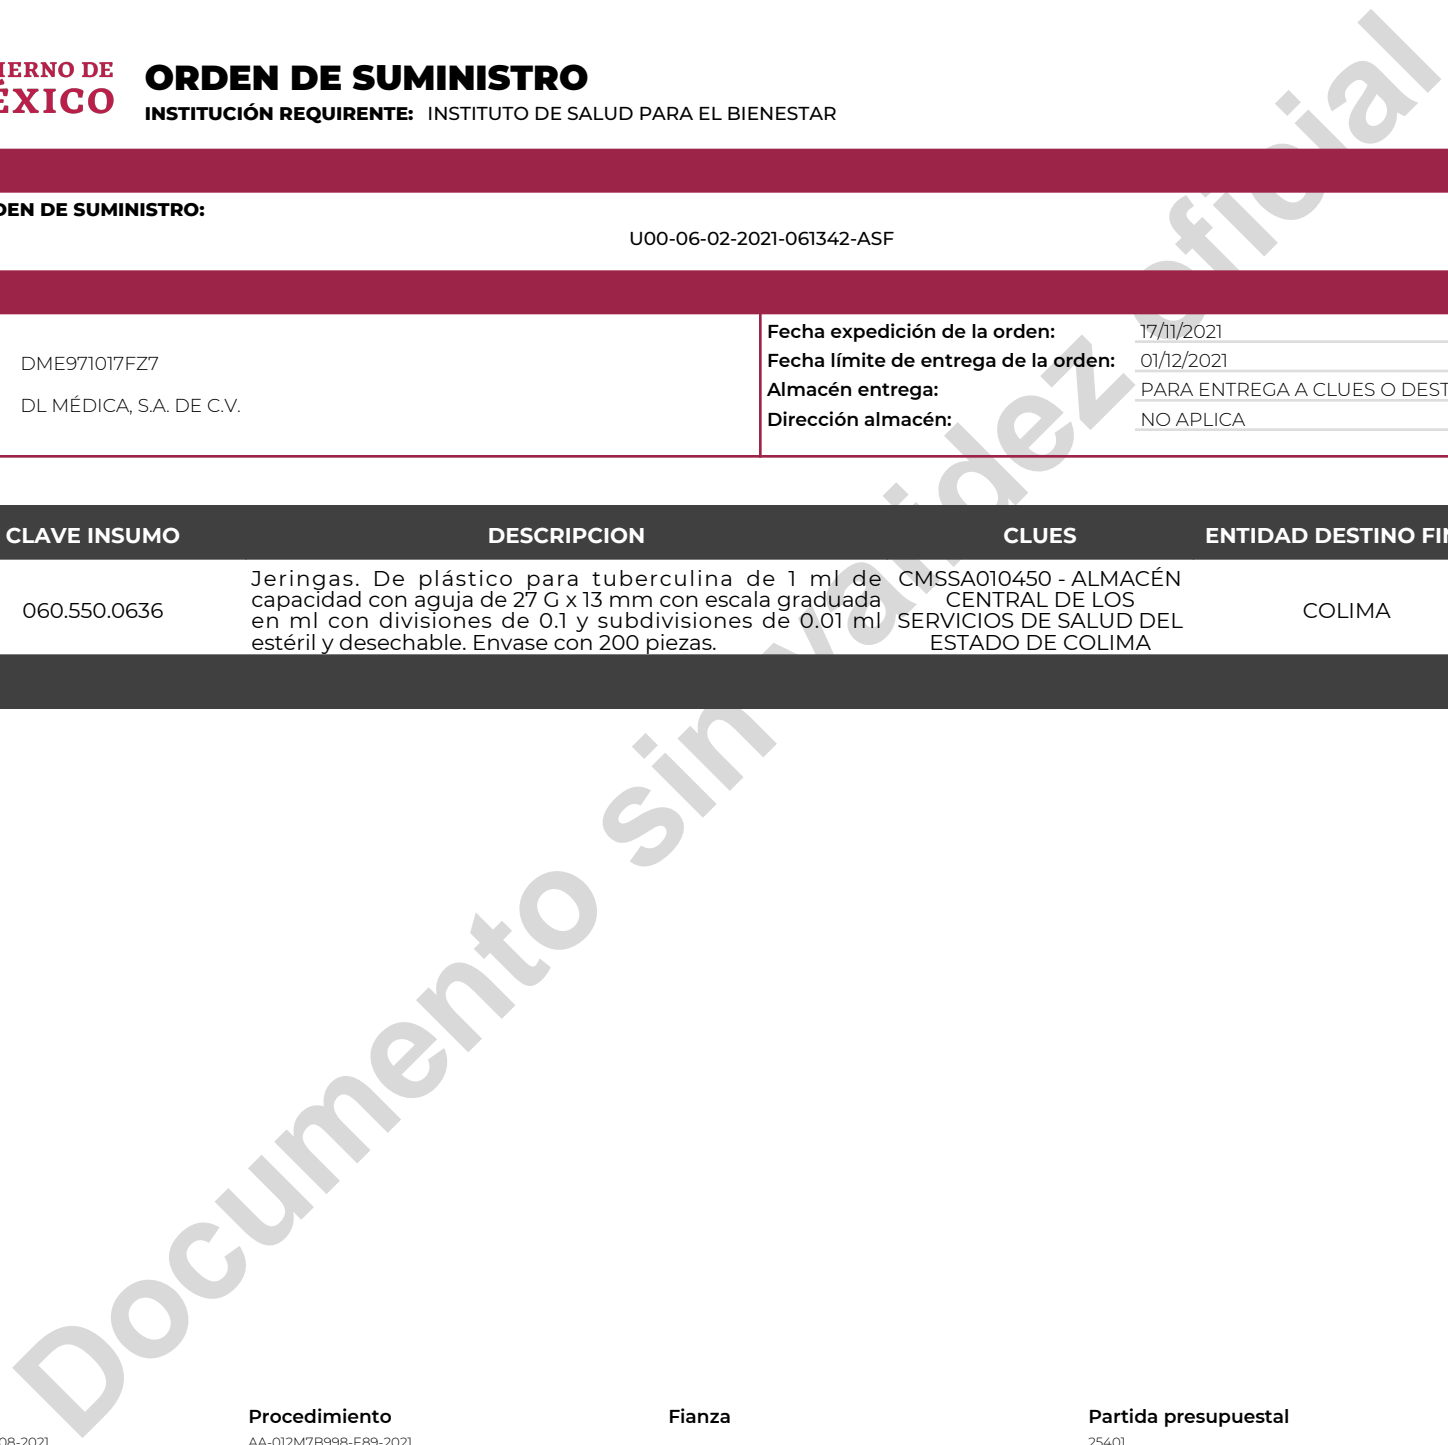 ORDEN DE SUMINISTRO
INSTITUCIÓN REQUIRENTE: INSTITUTO DE SALUD PARA EL BIENESTAR
DE SUMINISTRO:
U00-06-02-2021-061342-ASF
DME971017FZ7
DL MÉDICA, S.A. DE C.V.
Fecha expedición de la orden: 17/11/2021
Fecha límite de entrega de la orden: 01/12/2021
Almacén entrega: PARA ENTREGA A CLUES O
Dirección almacén: NO APLICA
CLAVE INSUMO DESCRIPCION CLUES ENTIDAD DESTINO
060.550.0636
Jeringas. De plástico para tuberculina de 1 ml de
capacidad con aguja de 27 G x 13 mm con escala graduada
en ml con divisiones de 0.1 y subdivisiones de 0.01 ml
estéril y desechable. Envase con 200 piezas.
CMSSA010450 - ALMACÉN
CENTRAL DE LOS
SERVICIOS DE SALUD DEL
ESTADO DE COLIMA
COLIMA
Documento sin validez oficial
Procedimiento Fianza Partida presupuestal